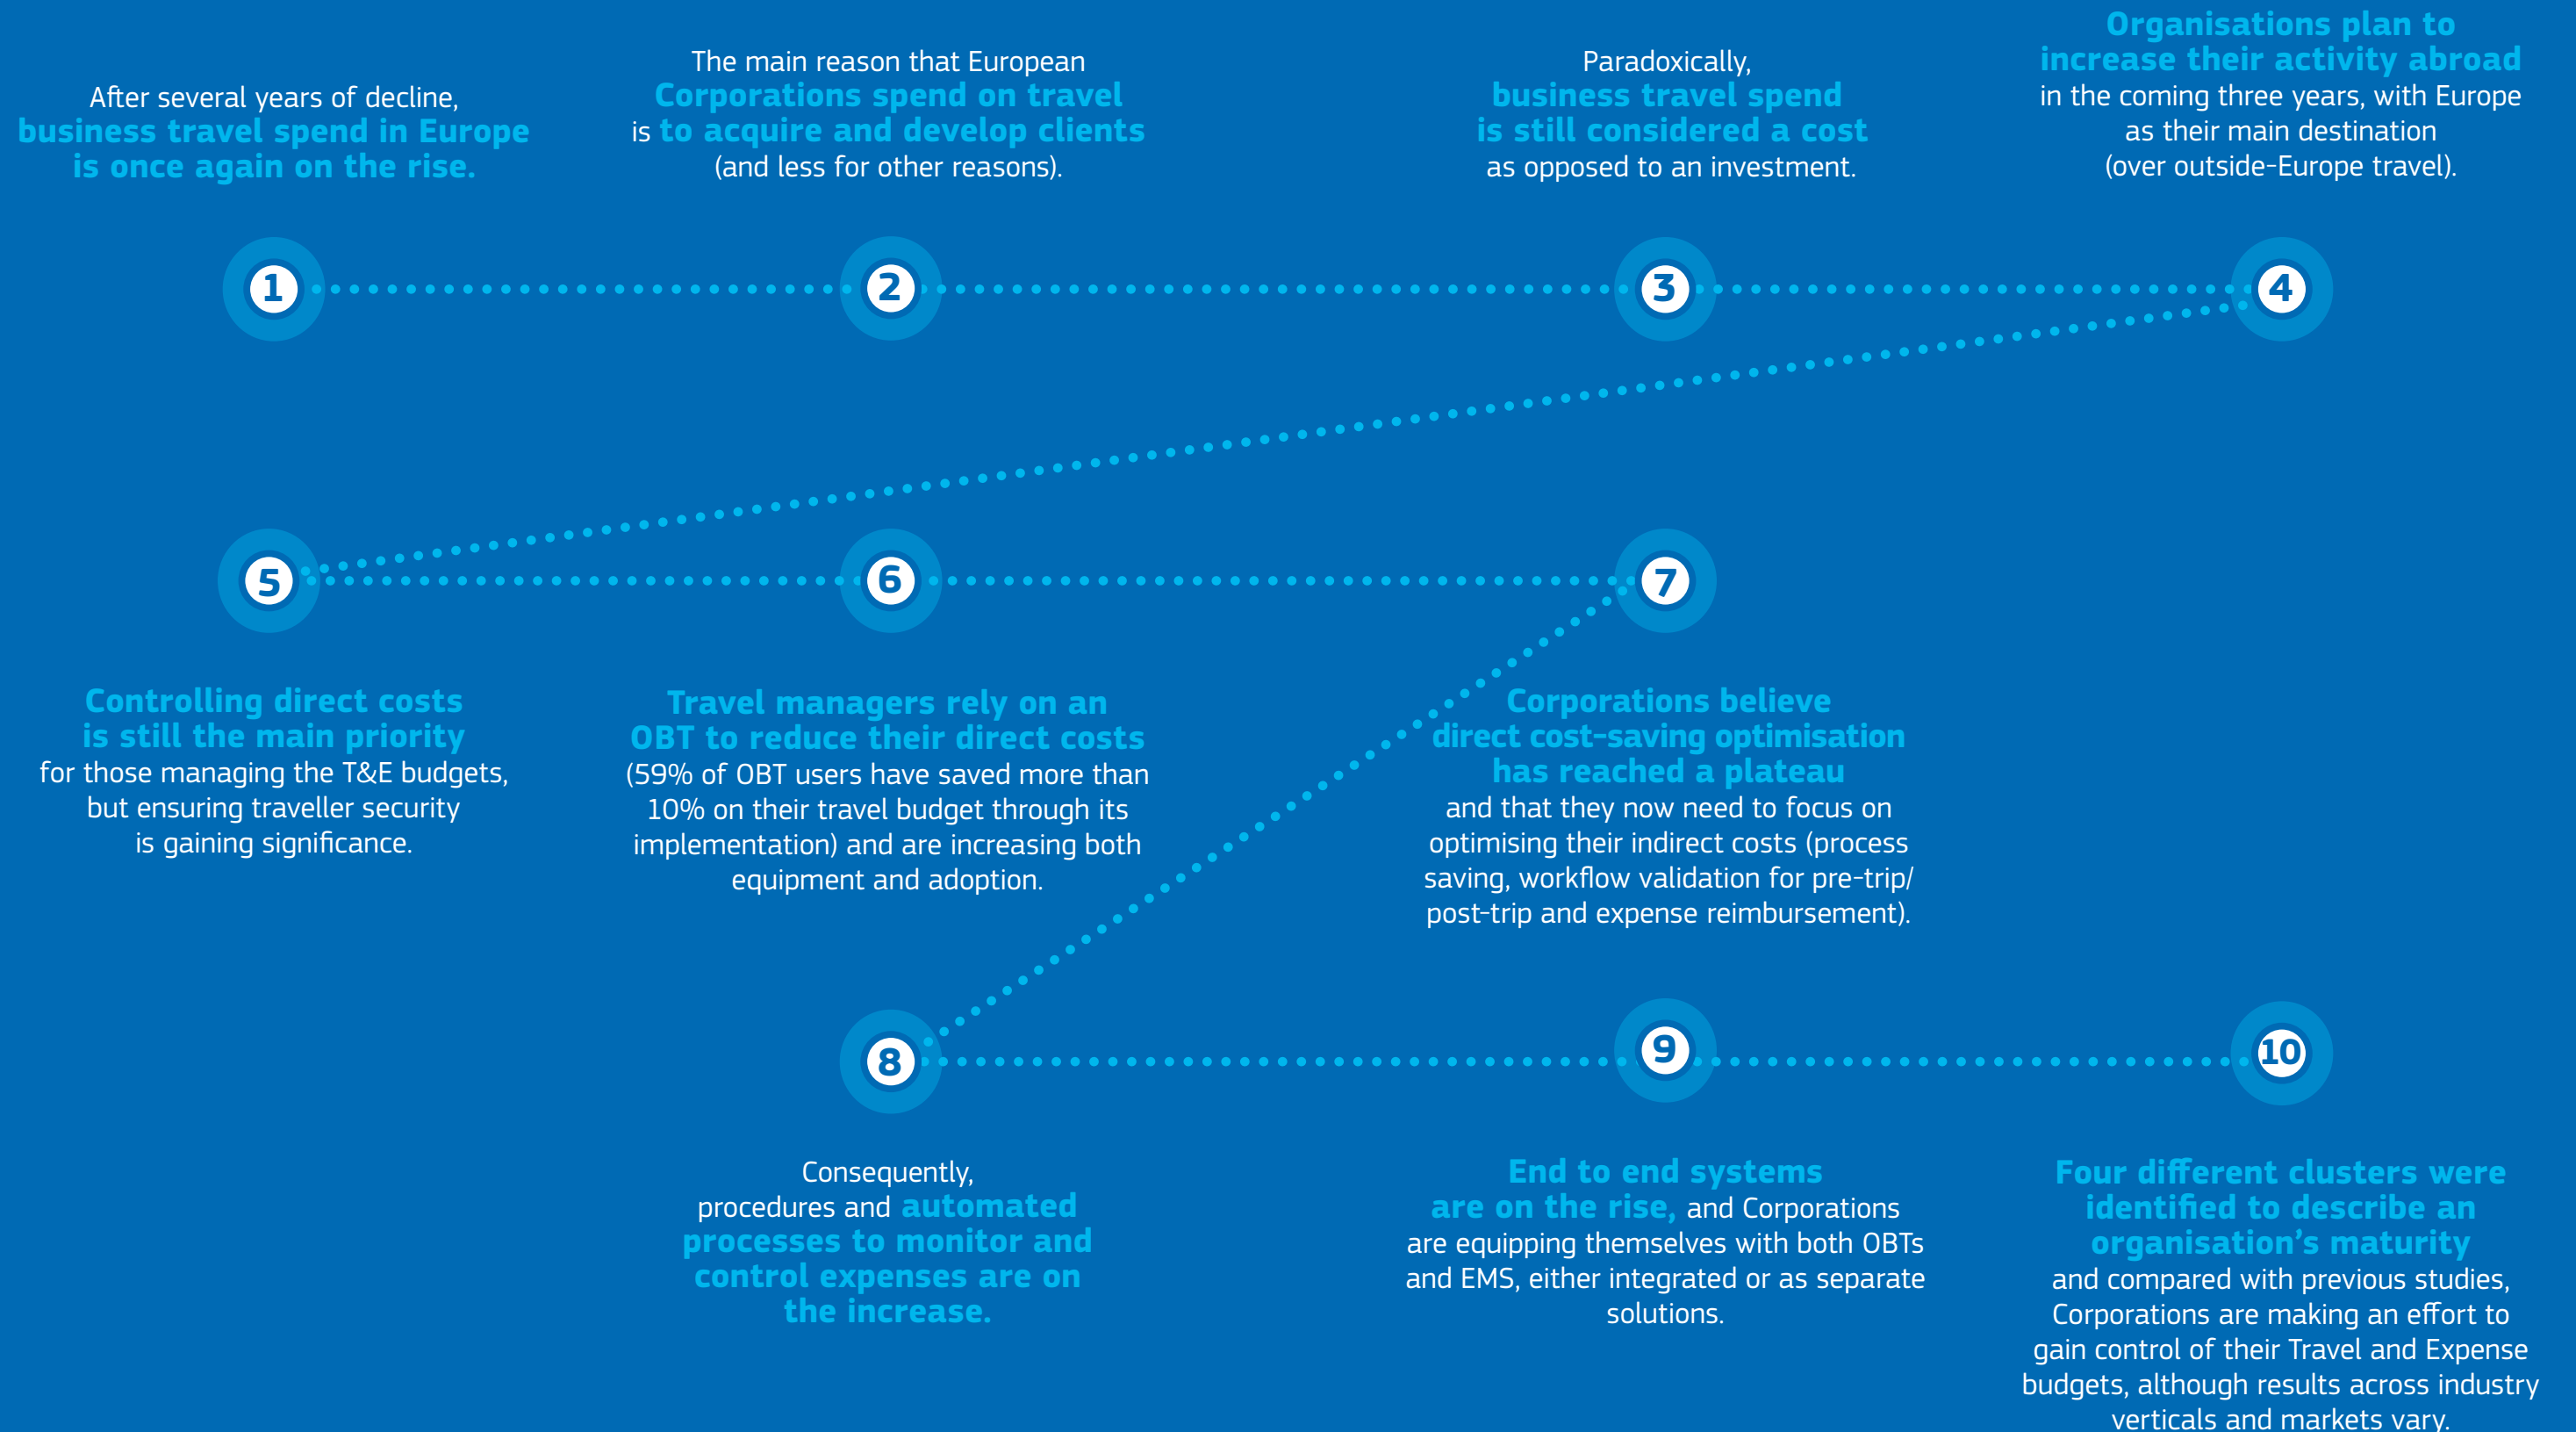 After several years of decline,
business travel spend in Europe
is once again on the rise.
1
The main reason that European
Corporations spend on travel
is to acquire and develop clients
(and less for other reasons).
2
Paradoxically,
business travel spend
is still considered a cost
as opposed to an investment.
3
Organisations plan to
increase their activity abroad
in the coming three years, with Europe
as their main destination
(over outside-Europe travel).
4
5
Controlling direct costs
is still the main priority
for those managing the T&E budgets,
but ensuring traveller security
is gaining significance.
6
Travel managers rely on an
OBT to reduce their direct costs
(59% of OBT users have saved more than
10% on their travel budget through its
implementation) and are increasing both
equipment and adoption.
7
Corporations believe
direct cost-saving optimisation
has reached a plateau
and that they now need to focus on
optimising their indirect costs (process
saving, workflow validation for pre-trip/
post-trip and expense reimbursement).
8
Consequently,
procedures and automated
processes to monitor and
control expenses are on
the increase.
9
End to end systems
are on the rise, and Corporations
are equipping themselves with both OBTs
and EMS, either integrated or as separate
solutions.
10
Four different clusters were
identified to describe an
organisation's maturity
and compared with previous studies,
Corporations are making an effort to
gain control of their Travel and Expense
budgets, although results across industry
verticals and markets vary.